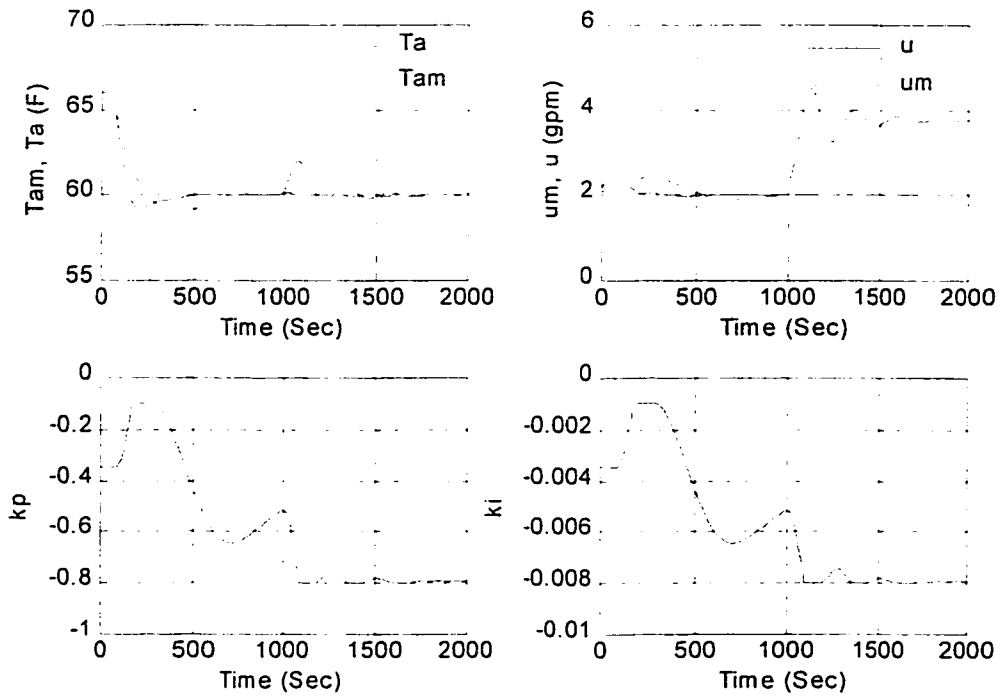 70
65
60
55
Tam, Ta (F)
Ta
Tam
0 500 1000 1500 2000
Time (Sec)
6
4
2
0
um, u (gpm)
u
um
0 500 1000 1500 2000
Time (Sec)
0
-0.2
-0.4
-0.6
-0.8
-1
kp
0 500 1000 1500 2000
Time (Sec)
0
-0.002
-0.004
-0.006
-0.008
-0.01
ki
0 500 1000 1500 2000
Time (Sec)